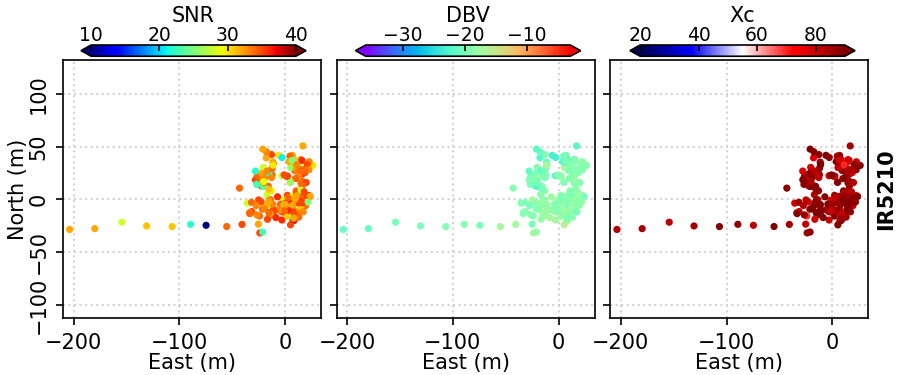 SNR DBV Xc
10 20 30 40 −30 −20 −10 20 40 60 80
100
50
0
−50
−100
North (m)
−200 −100 0 −200 −100 0 −200 −100 0
East (m) East (m) East (m)
IR5210